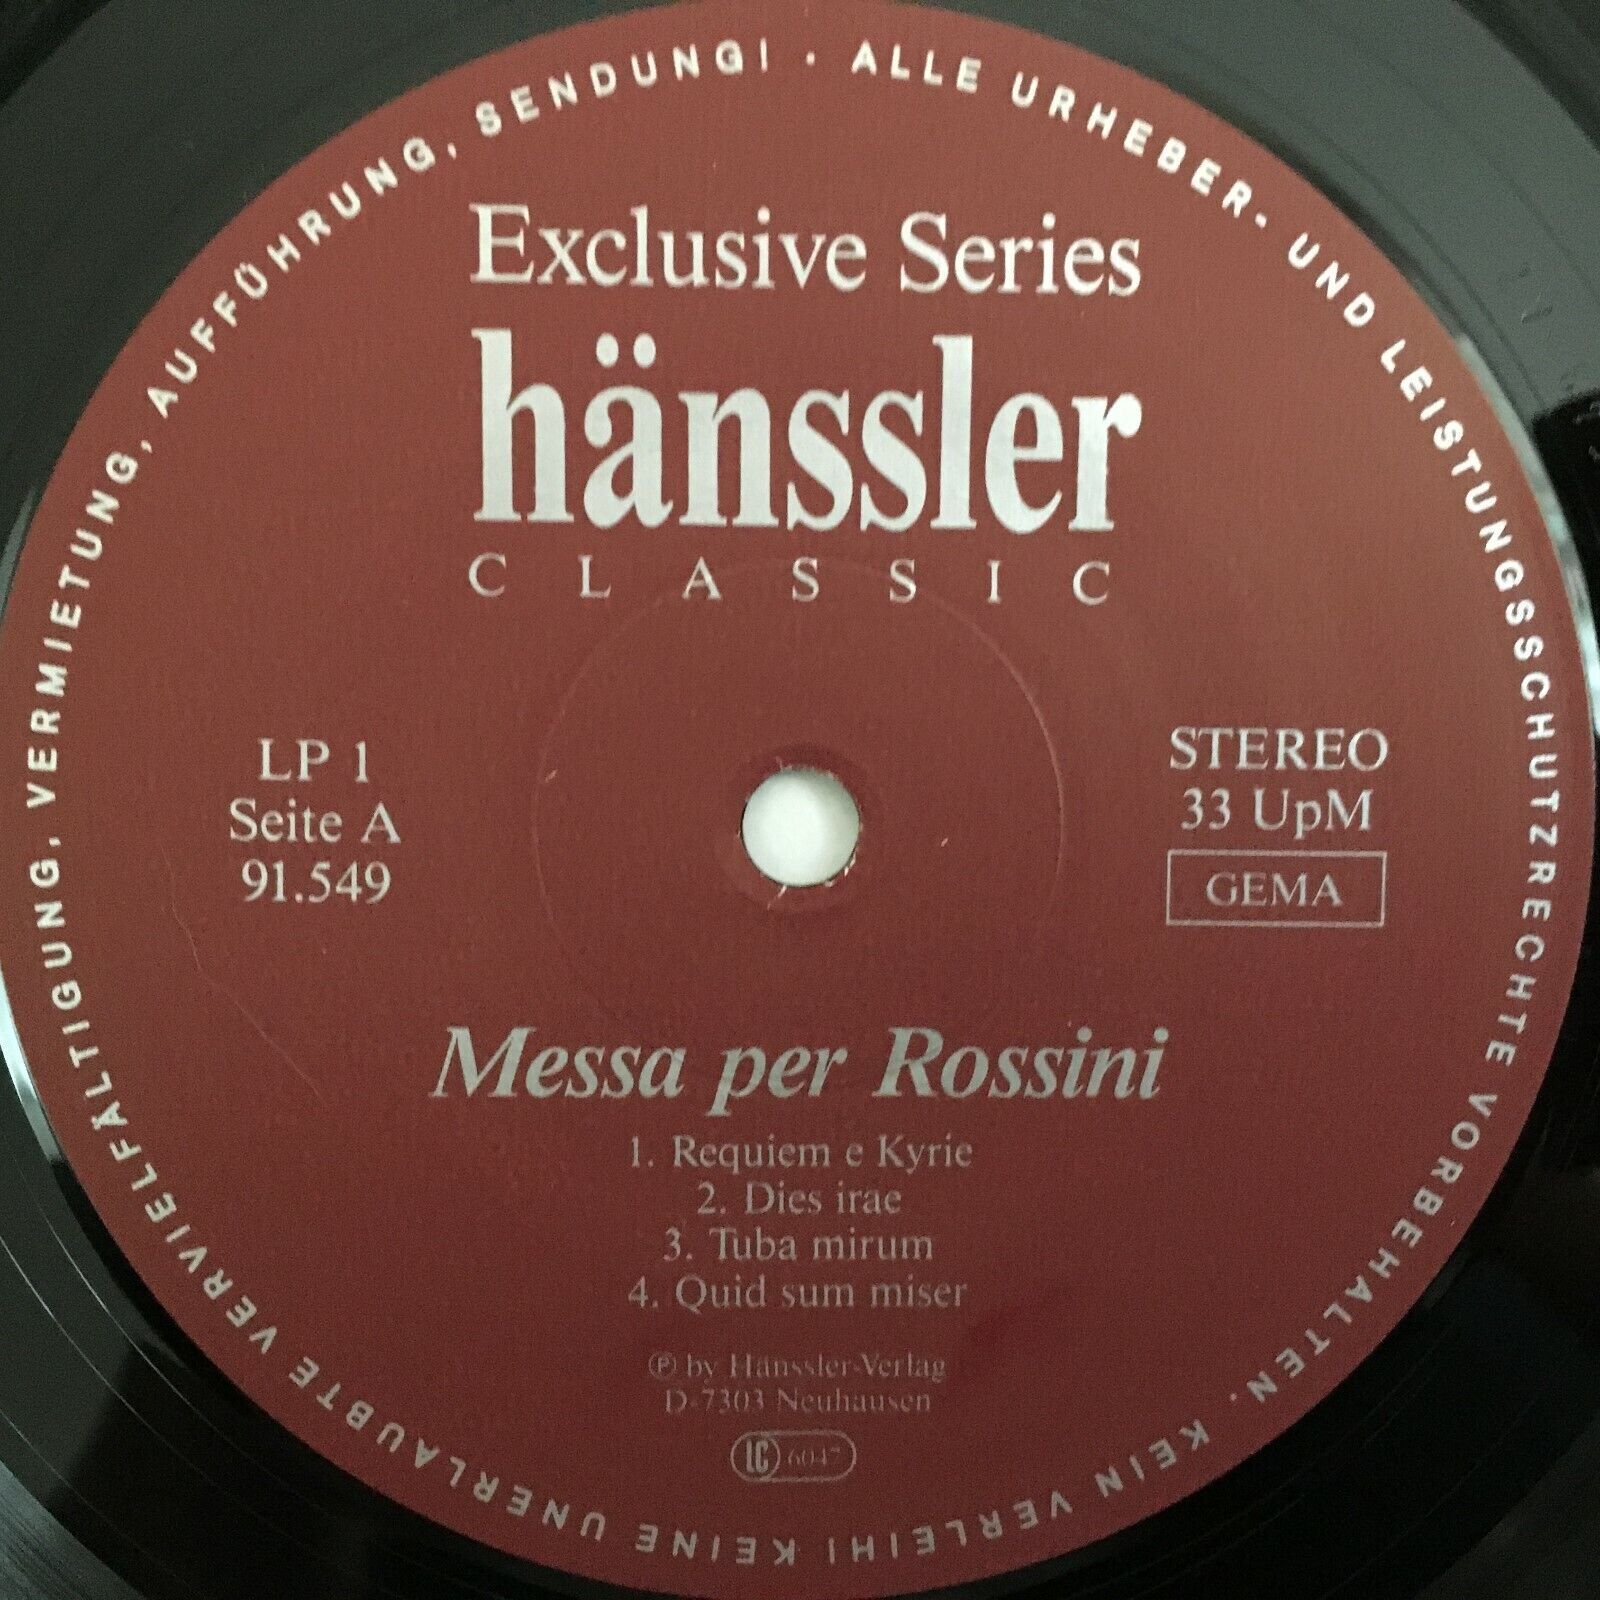 ALLE URHEBER- UND LEISTUNGSSCHUTZRECHTE VORBEHALTEN. KEIN VERLEIH! KEINE UNERLAUBTE VERVIELFÄLTIGUNG, VERMIETUNG, AUFFÜHRUNG, SENDUNG! ·
Exclusive Series
hänssler
CLASSIC
LP 1
Seite A
91.549
STEREO
33 UpM
GEMA
Messa per Rossini
1. Requiem e Kyrie
2. Dies irae
3. Tuba mirum
4. Quid sum miser
℗ by Hänssler-Verlag
D-7303 Neuhausen
LC 6047